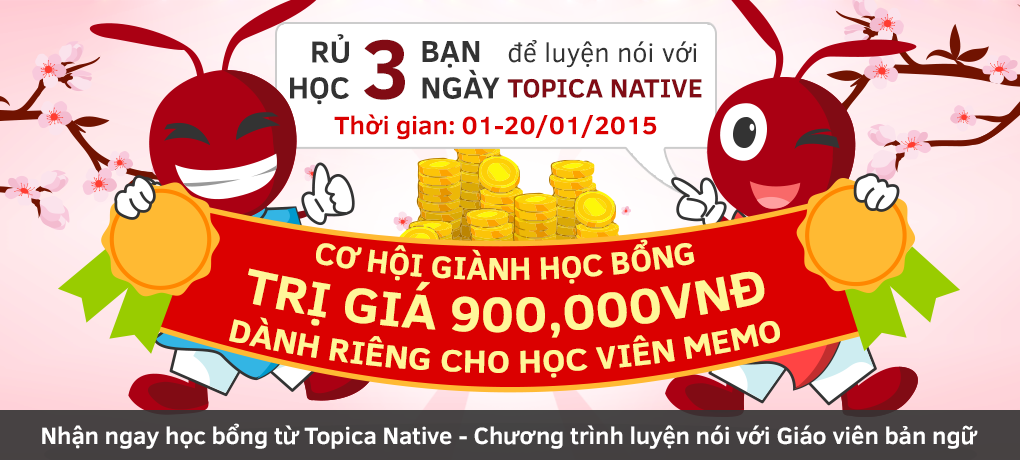 RỦ 3 BẠN để luyện nói với
HỌC NGÀY TOPICA NATIVE
Thời gian: 01-20/01/2015
CƠ HỘI GIÀNH HỌC BỔNG
TRỊ GIÁ 900,000VNĐ
DÀNH RIÊNG CHO HỌC VIÊN MEMO
Nhận ngay học bổng từ Topica Native - Chương trình luyện nói với Giáo viên bản ngữ